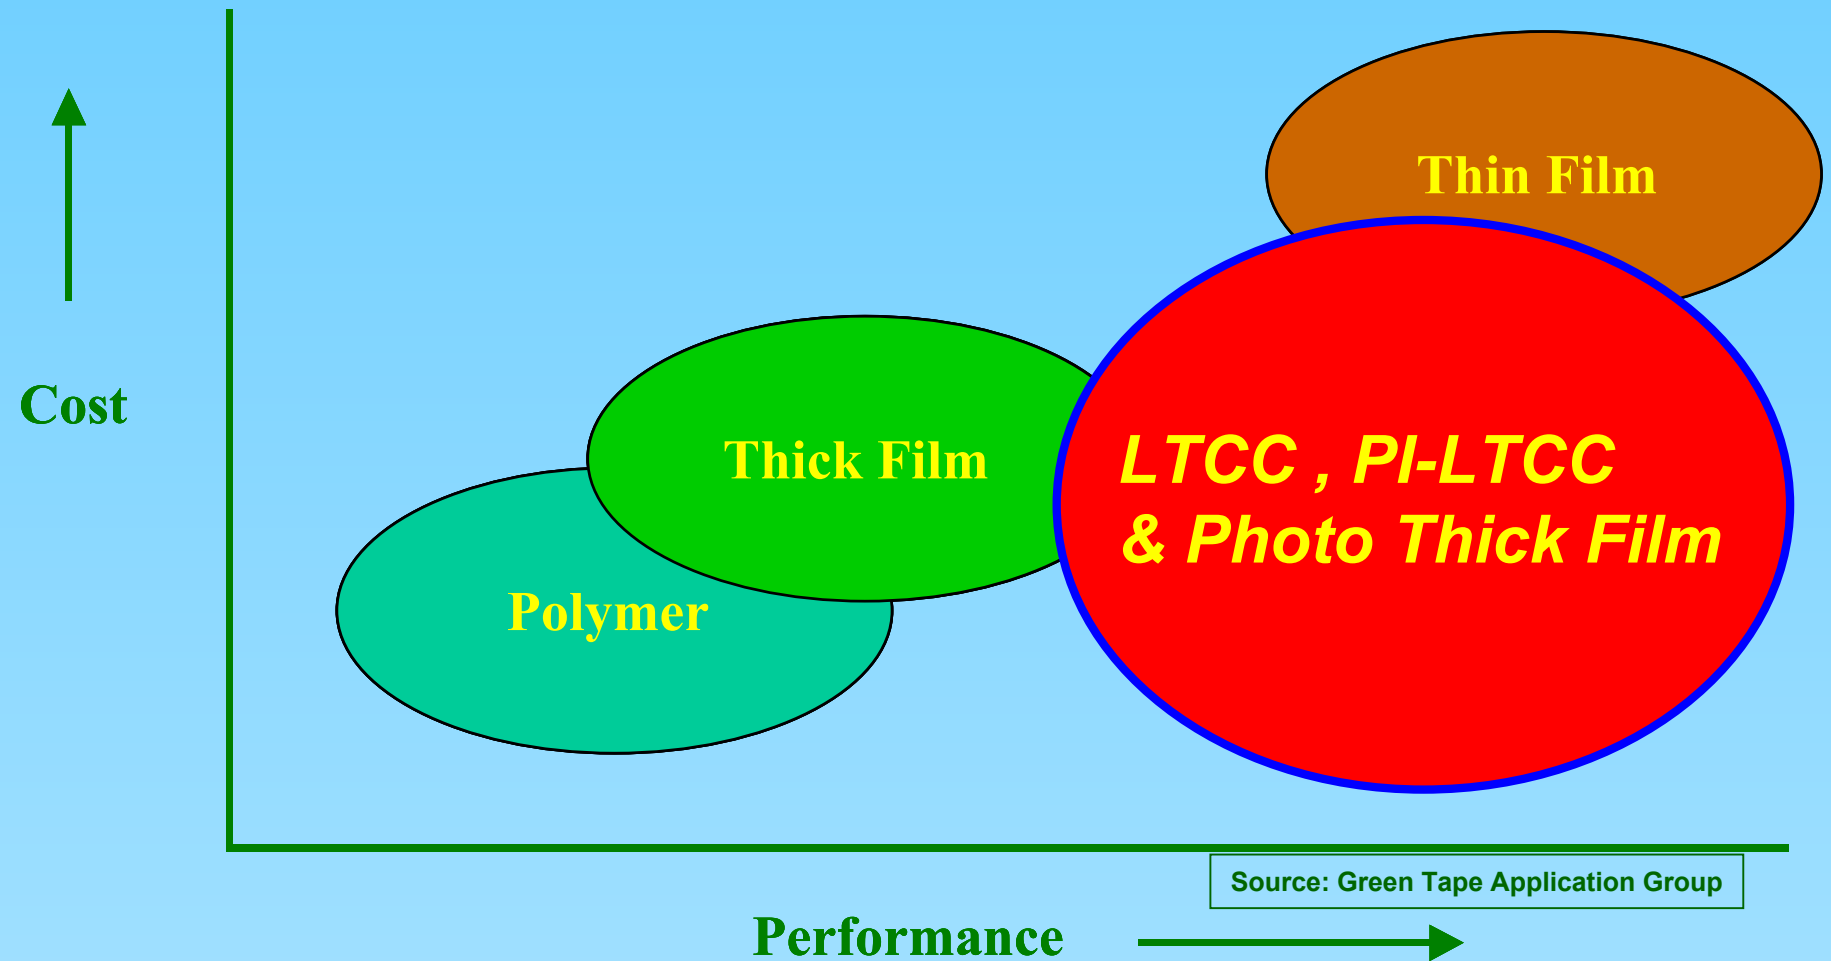 Thin Film
Cost
Thick Film
LTCC , PI-LTCC
& Photo Thick Film
Polymer
Source: Green Tape Application Group
Performance